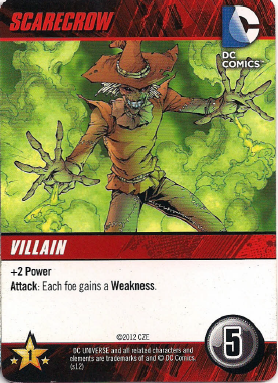 SCARECROW
DC
COMICS™
VILLAIN
+2 Power
Attack: Each foe gains a Weakness.
©2012 CZE
1
DC UNIVERSE and all related characters and
elements are trademarks of and © DC Comics.
(s12)
5